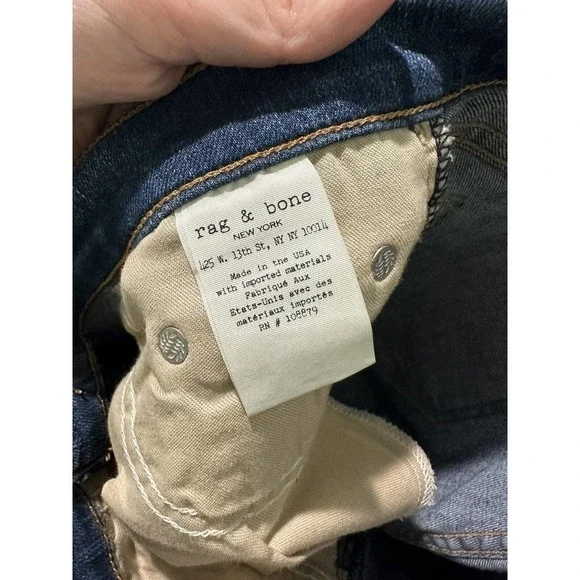 rag & bone
NEW YORK
425 W. 13th St, NY NY 10014
Made in the USA
with imported materials
Fabriqué Aux
Etats-Unis avec des
matériaux importés
RN # 108879